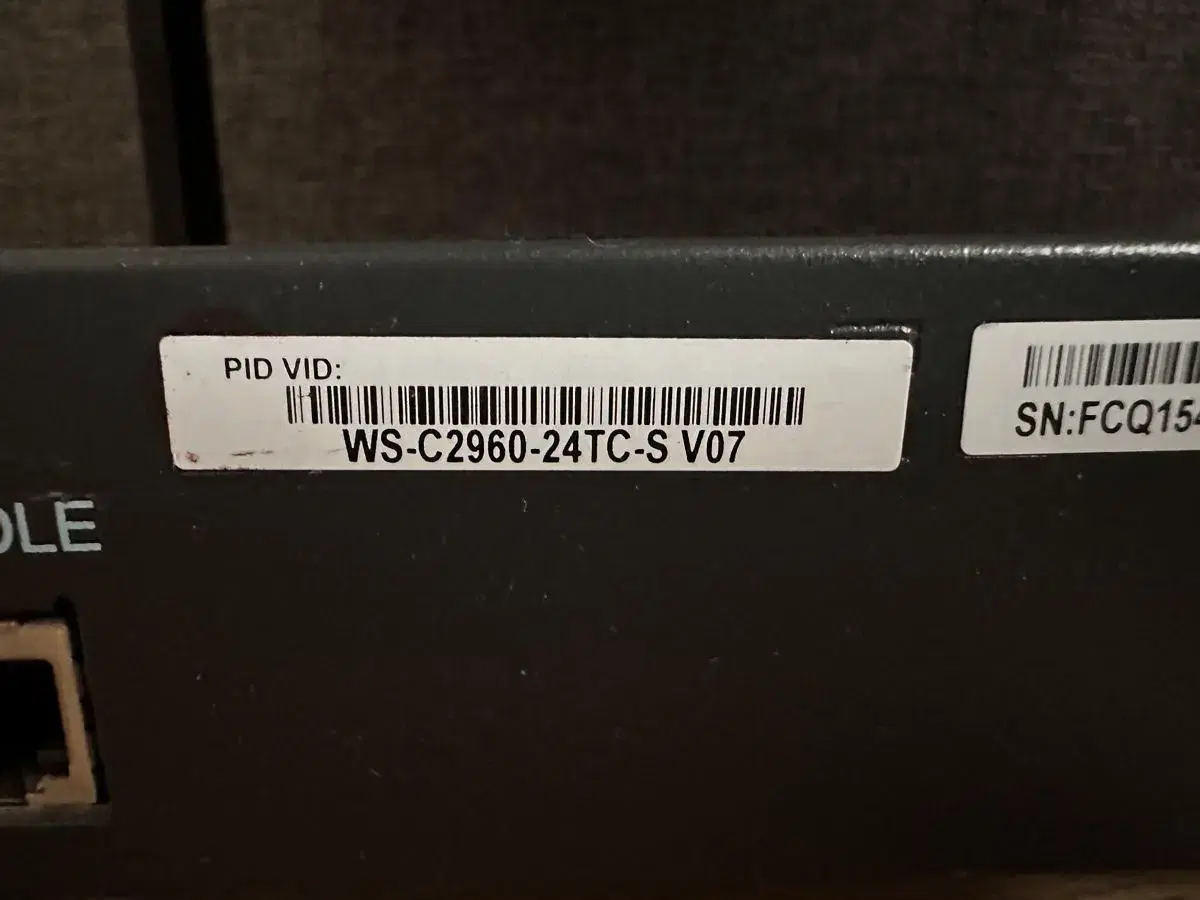 PID VID:
WS-C2960-24TC-S V07
SN:FCQ154
OLE